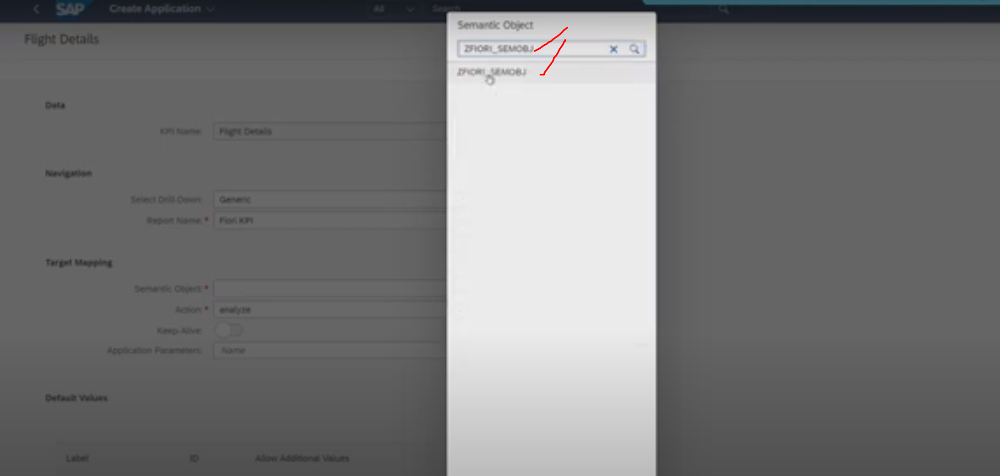 SAP Create Application All Search
Flight Details
Semantic Object
ZFIORI_SEMOBJ
ZFIORI_SEMOBJ
Data
KPI Name: Flight Details
Navigation
Select Drill-Down: Generic
Report Name: * Fiori KPI
Target Mapping
Semantic Object: *
Action: * analyze
Keep-Alive:
Application Parameters: Name
Default Values
Label ID Allow Additional Values